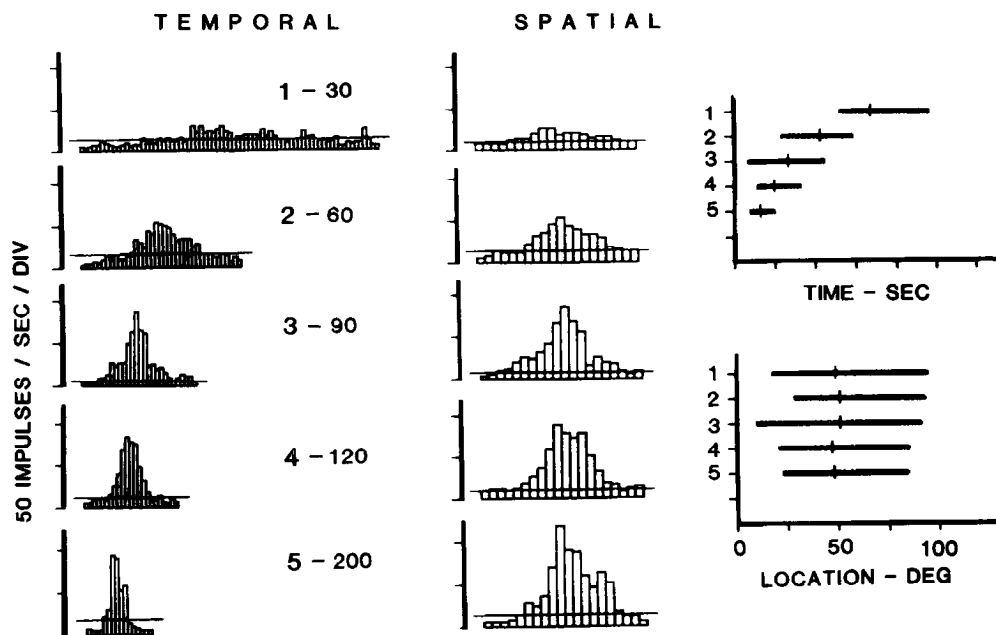 TEMPORAL
SPATIAL
50 IMPULSES / SEC / DIV
1 - 30
2 - 60
3 - 90
4 - 120
5 - 200
1
2
3
4
5
TIME - SEC
1
2
3
4
5
0 50 100
LOCATION - DEG